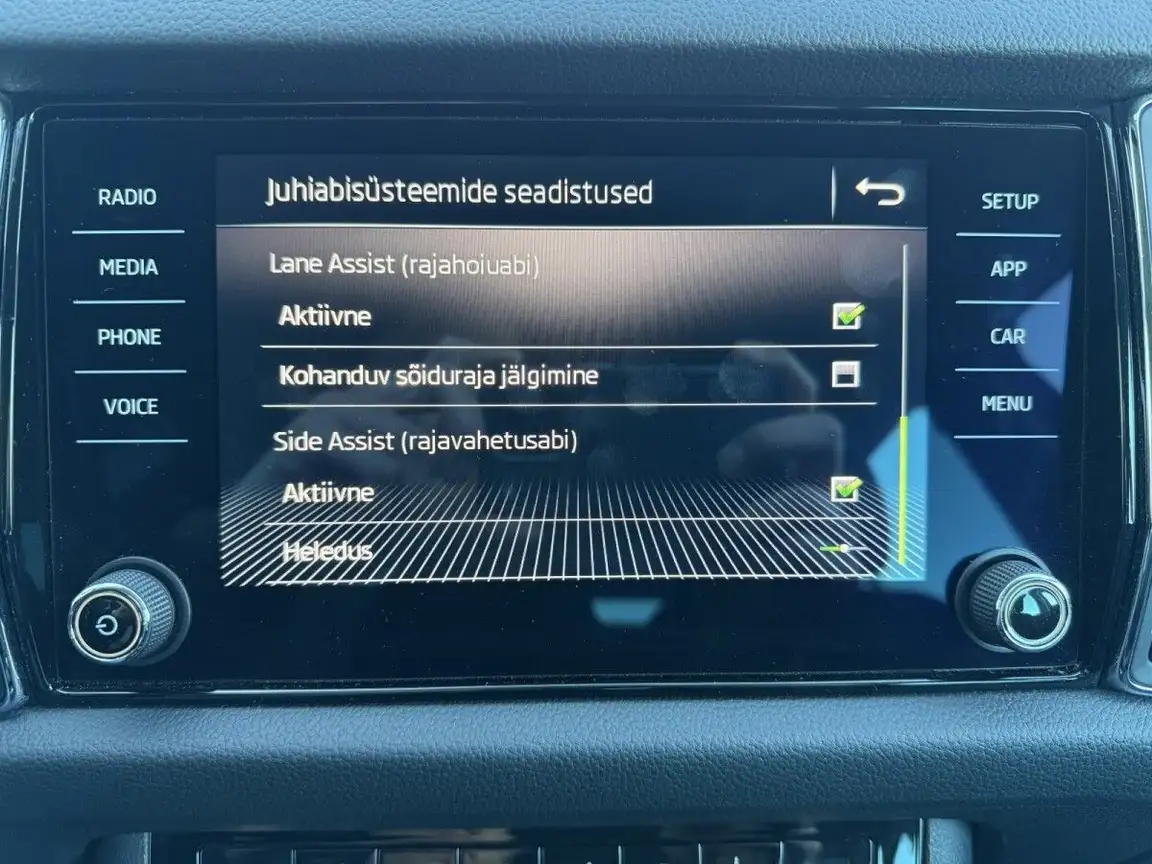 RADIO
MEDIA
PHONE
VOICE
Juhiabisüsteemide seadistused
Lane Assist (rajahoiuabi)
Aktiivne
Kohanduv sõiduraja jälgimine
Side Assist (rajavahetusabi)
Aktiivne
Heledus
SETUP
APP
CAR
MENU